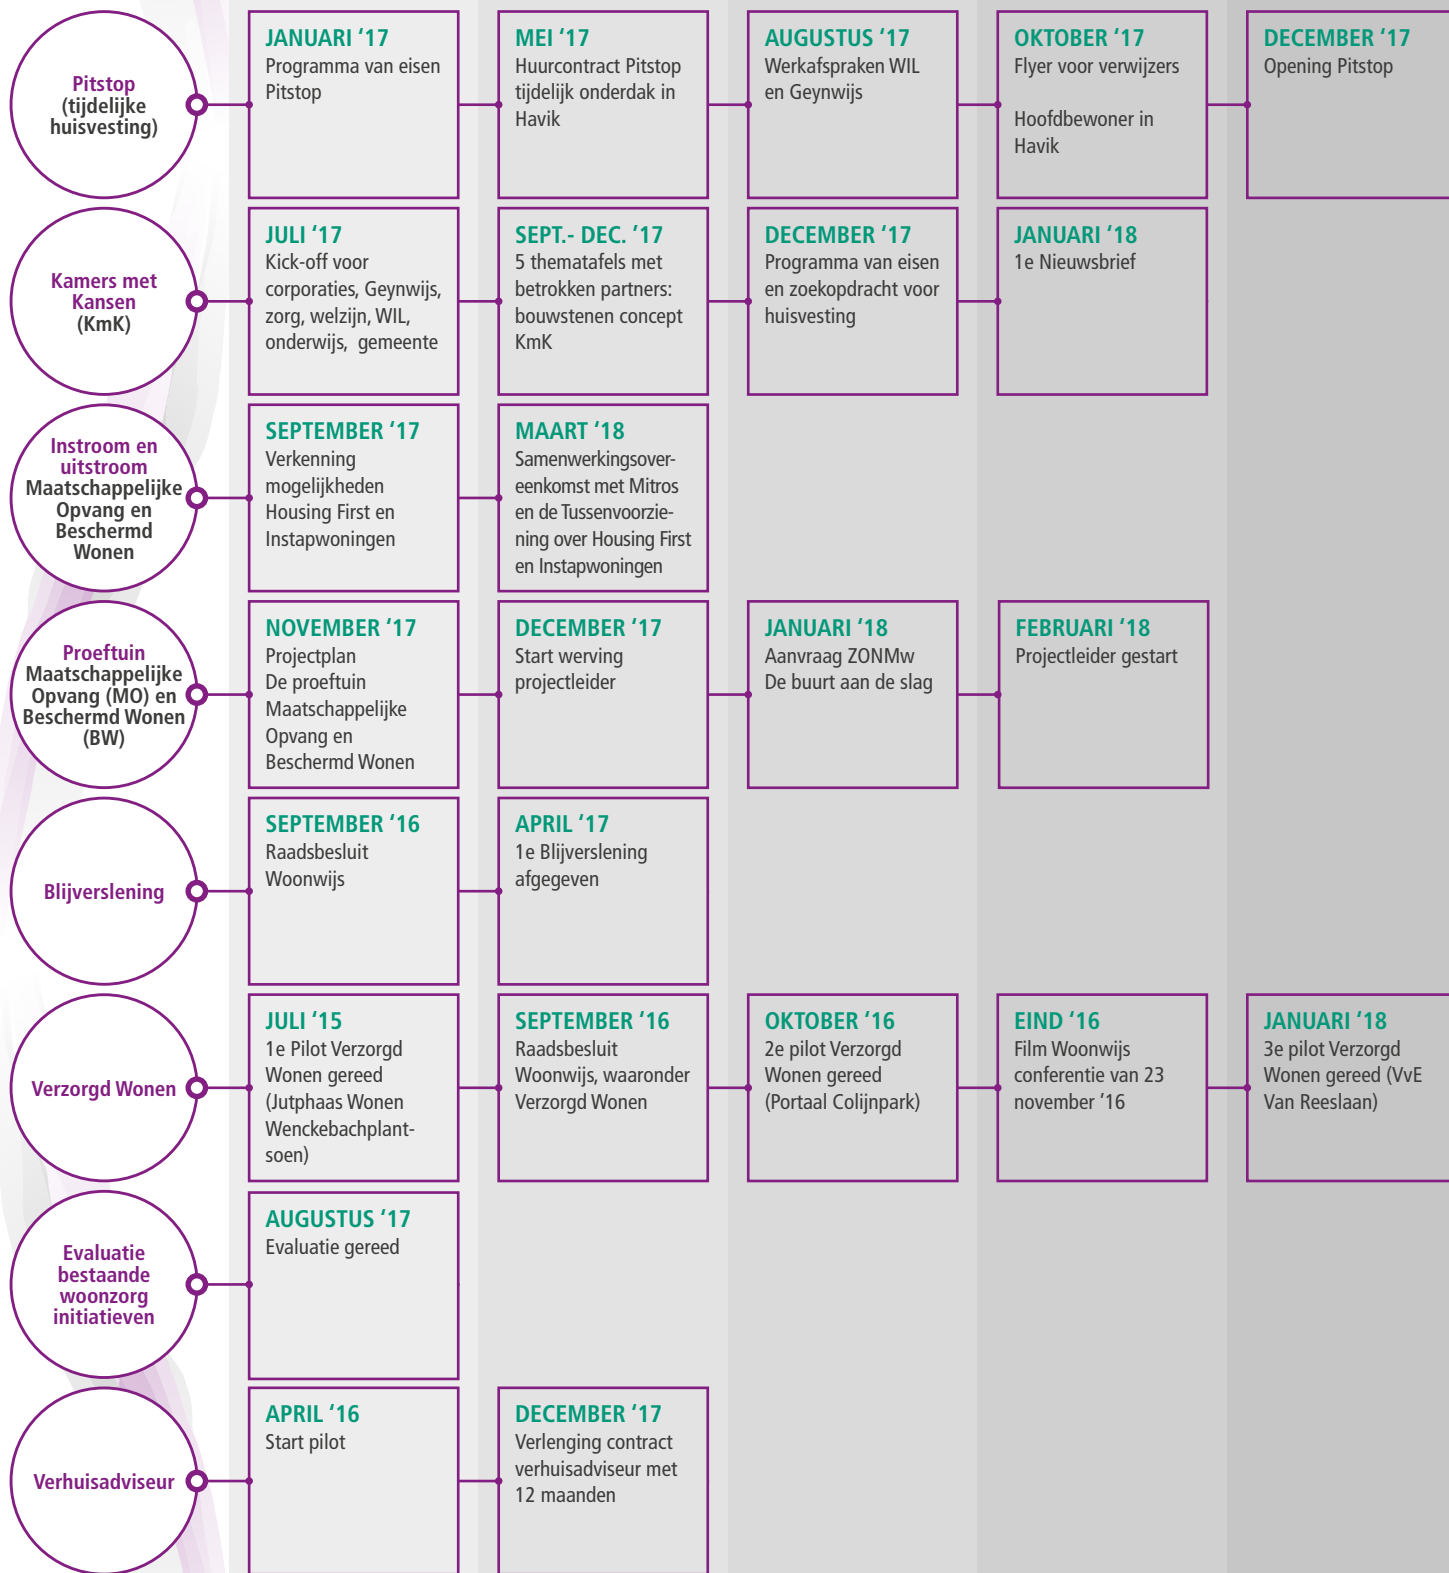 Pitstop
(tijdelijke
huisvesting)
JANUARI ‘17
Programma van eisen
Pitstop
MEI ‘17
Huurcontract Pitstop
tijdelijk onderdak in
Havik
AUGUSTUS ‘17
Werkafspraken WIL
en Geynwijs
OKTOBER ‘17
Flyer voor verwijzers
Hoofdbewoner in
Havik
DECEMBER ‘17
Opening Pitstop
Kamers met
Kansen
(KmK)
JULI ‘17
Kick-off voor
corporaties, Geynwijs,
zorg, welzijn, WIL,
onderwijs, gemeente
SEPT.- DEC. ‘17
5 thematafels met
betrokken partners:
bouwstenen concept
KmK
DECEMBER ‘17
Programma van eisen
en zoekopdracht voor
huisvesting
JANUARI ‘18
1e Nieuwsbrief
Instroom en
uitstroom
Maatschappelijke
Opvang en
Beschermd
Wonen
SEPTEMBER ‘17
Verkenning
mogelijkheden
Housing First en
Instapwoningen
MAART ‘18
Samenwerkingsover-
eenkomst met Mitros
en de Tussenvoorzie-
ning over Housing First
en Instapwoningen
Proeftuin
Maatschappelijke
Opvang (MO) en
Beschermd Wonen
(BW)
NOVEMBER ‘17
Projectplan
De proeftuin
Maatschappelijke
Opvang en
Beschermd Wonen
DECEMBER ‘17
Start werving
projectleider
JANUARI ‘18
Aanvraag ZONMw
De buurt aan de slag
FEBRUARI ‘18
Projectleider gestart
Blijverslening
SEPTEMBER ‘16
Raadsbesluit
Woonwijs
APRIL ‘17
1e Blijverslening
afgegeven
Verzorgd Wonen
JULI ‘15
1e Pilot Verzorgd
Wonen gereed
(Jutphaas Wonen
Wenckebachplant-
soen)
SEPTEMBER ‘16
Raadsbesluit
Woonwijs, waaronder
Verzorgd Wonen
OKTOBER ‘16
2e pilot Verzorgd
Wonen gereed
(Portaal Colijnpark)
EIND ‘16
Film Woonwijs
conferentie van 23
november ‘16
JANUARI ‘18
3e pilot Verzorgd
Wonen gereed (VvE
Van Reeslaan)
Evaluatie
bestaande
woonzorg
initiatieven
AUGUSTUS ‘17
Evaluatie gereed
Verhuisadviseur
APRIL ‘16
Start pilot
DECEMBER ‘17
Verlenging contract
verhuisadviseur met
12 maanden